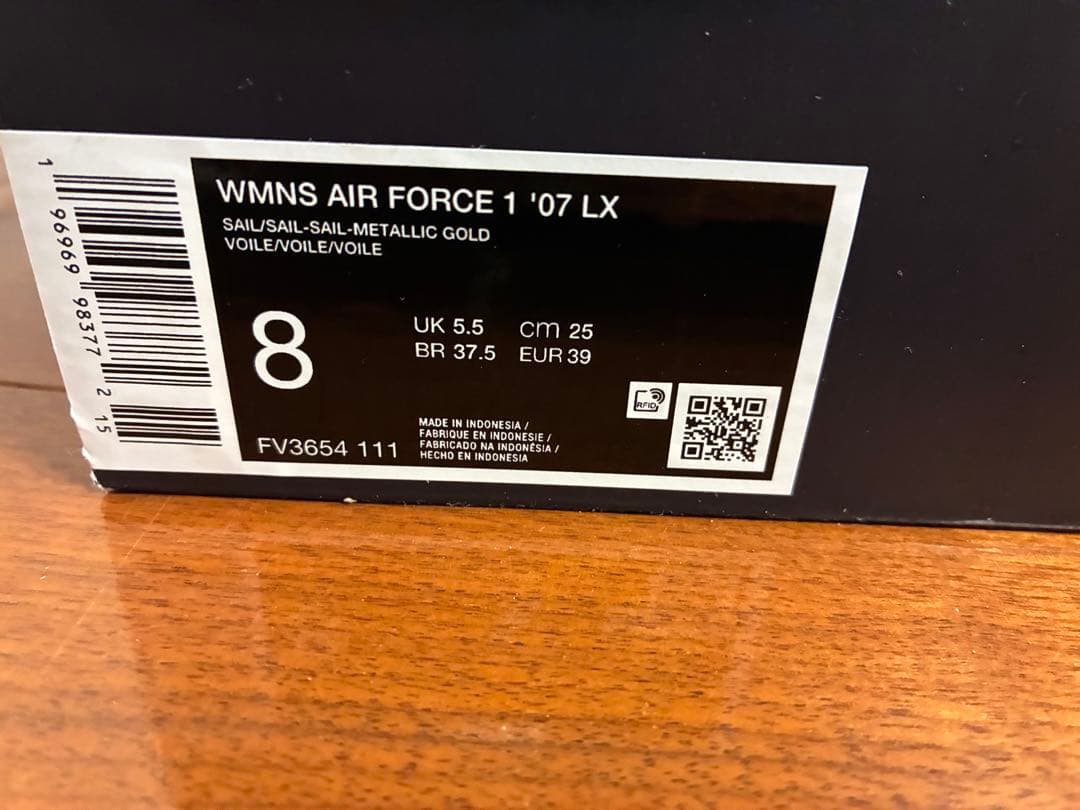 WMNS AIR FORCE 1 '07 LX
SAIL/SAIL-SAIL-METALLIC GOLD
VOILE/VOILE/VOILE
8
UK 5.5 cm 25
BR 37.5 EUR 39
RFID
FV3654 111
MADE IN INDONESIA /
FABRIQUE EN INDONESIE /
FABRICADO NA INDONÉSIA /
HECHO EN INDONESIA
1 96969 98377 2 15